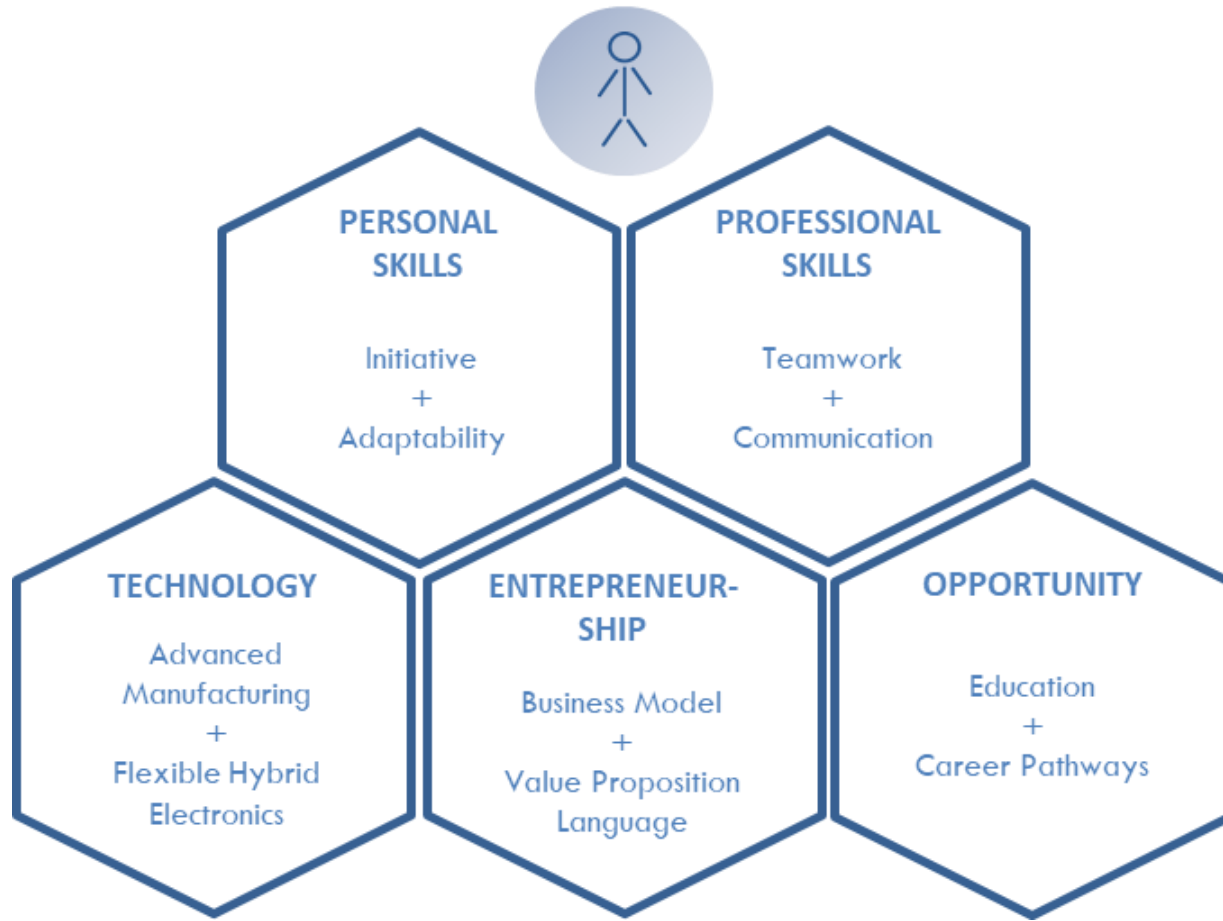 PERSONAL
SKILLS
Initiative
+
Adaptability
PROFESSIONAL
SKILLS
Teamwork
+
Communication
TECHNOLOGY
Advanced
Manufacturing
+
Flexible Hybrid
Electronics
ENTREPRENEUR-
SHIP
Business Model
+
Value Proposition
Language
OPPORTUNITY
Education
+
Career Pathways